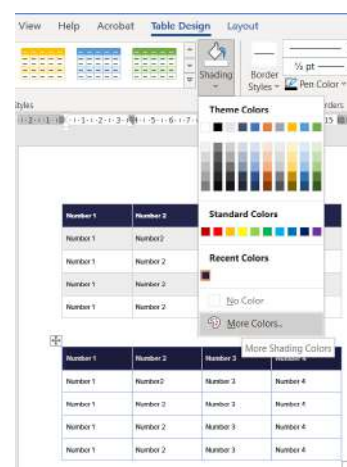 View Help Acrobat Table Design Layout
Shading
Border
Styles
½ pt
Pen Color
Styles
Theme Colors
Standard Colors
Recent Colors
No Color
More Colors...
More Shading Colors
Number 1 Number 2
Number 1 Number2
Number 1 Number 2
Number 1 Number 2
Number 1 Number 2
Number 1 Number 2 Number 3 Number 4
Number 1 Number2 Number 3 Number 4
Number 1 Number 2 Number 3 Number 4
Number 1 Number 2 Number 3 Number 4
Number 1 Number 2 Number 3 Number 4